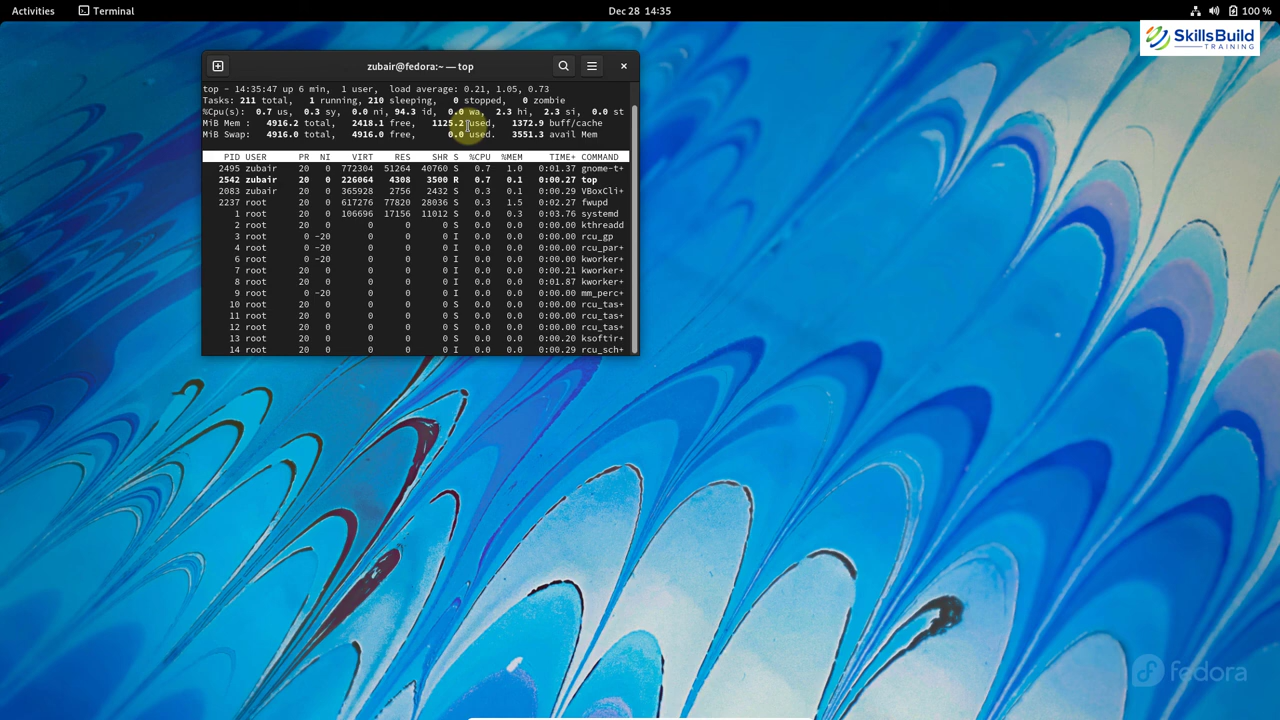 Activities Terminal Dec 28 14:35 100 %
SkillsBuild
TRAINING
zubair@fedora:~ — top
top - 14:35:47 up 6 min, 1 user, load average: 0.21, 1.05, 0.73
Tasks: 211 total, 1 running, 210 sleeping, 0 stopped, 0 zombie
%Cpu(s): 0.7 us, 0.3 sy, 0.0 ni, 94.3 id, 0.0 wa, 2.3 hi, 2.3 si, 0.0 st
MiB Mem : 4916.2 total, 2418.1 free, 1125.2 used, 1372.9 buff/cache
MiB Swap: 4916.0 total, 4916.0 free, 0.0 used. 3551.3 avail Mem
PID USER PR NI VIRT RES SHR S %CPU %MEM TIME+ COMMAND
2495 zubair 20 0 772304 51264 40760 S 0.7 1.0 0:01.37 gnome-t+
2542 zubair 20 0 226064 4308 3500 R 0.7 0.1 0:00.27 top
2083 zubair 20 0 365928 2756 2432 S 0.3 0.1 0:00.29 VBoxCli+
2237 root 20 0 617276 77820 28036 S 0.3 1.5 0:02.27 fwupd
1 root 20 0 106696 17156 11012 S 0.0 0.3 0:03.76 systemd
2 root 20 0 0 0 0 S 0.0 0.0 0:00.00 kthreadd
3 root 0 -20 0 0 0 I 0.0 0.0 0:00.00 rcu_gp
4 root 0 -20 0 0 0 I 0.0 0.0 0:00.00 rcu_par+
6 root 0 -20 0 0 0 I 0.0 0.0 0:00.00 kworker+
7 root 20 0 0 0 0 I 0.0 0.0 0:00.21 kworker+
8 root 20 0 0 0 0 I 0.0 0.0 0:01.87 kworker+
9 root 0 -20 0 0 0 I 0.0 0.0 0:00.00 mm_perc+
10 root 20 0 0 0 0 S 0.0 0.0 0:00.00 rcu_tas+
11 root 20 0 0 0 0 S 0.0 0.0 0:00.00 rcu_tas+
12 root 20 0 0 0 0 S 0.0 0.0 0:00.00 rcu_tas+
13 root 20 0 0 0 0 S 0.0 0.0 0:00.20 ksoftir+
14 root 20 0 0 0 0 I 0.0 0.0 0:00.29 rcu_sch+
fedora